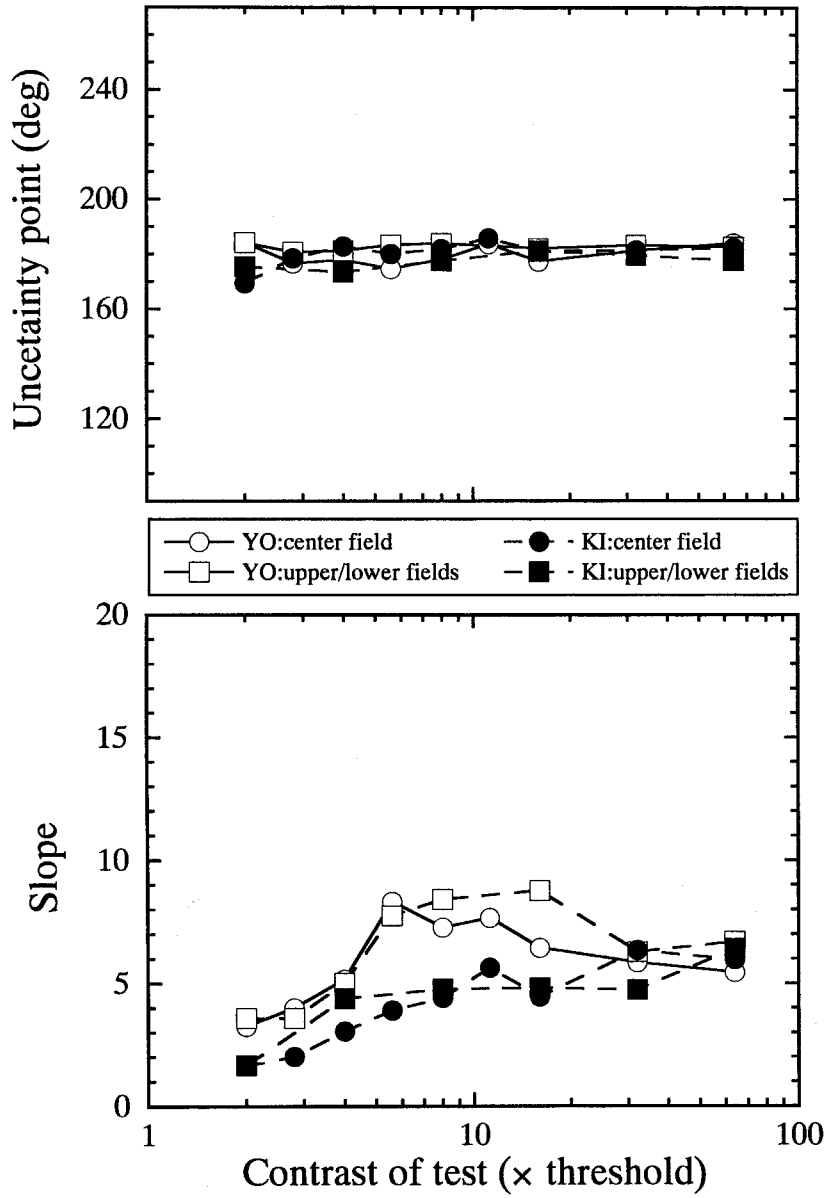 240
200
160
120
Uncetainty point (deg)
YO:center field
KI:center field
YO:upper/lower fields
KI:upper/lower fields
20
15
10
5
0
Slope
1
10
100
Contrast of test (× threshold)